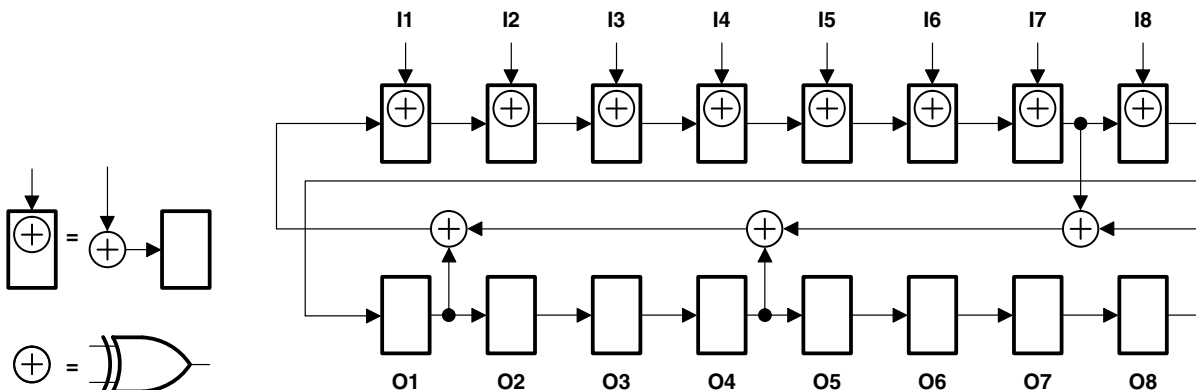 I1 I2 I3 I4 I5 I6 I7 I8
=
=
O1 O2 O3 O4 O5 O6 O7 O8